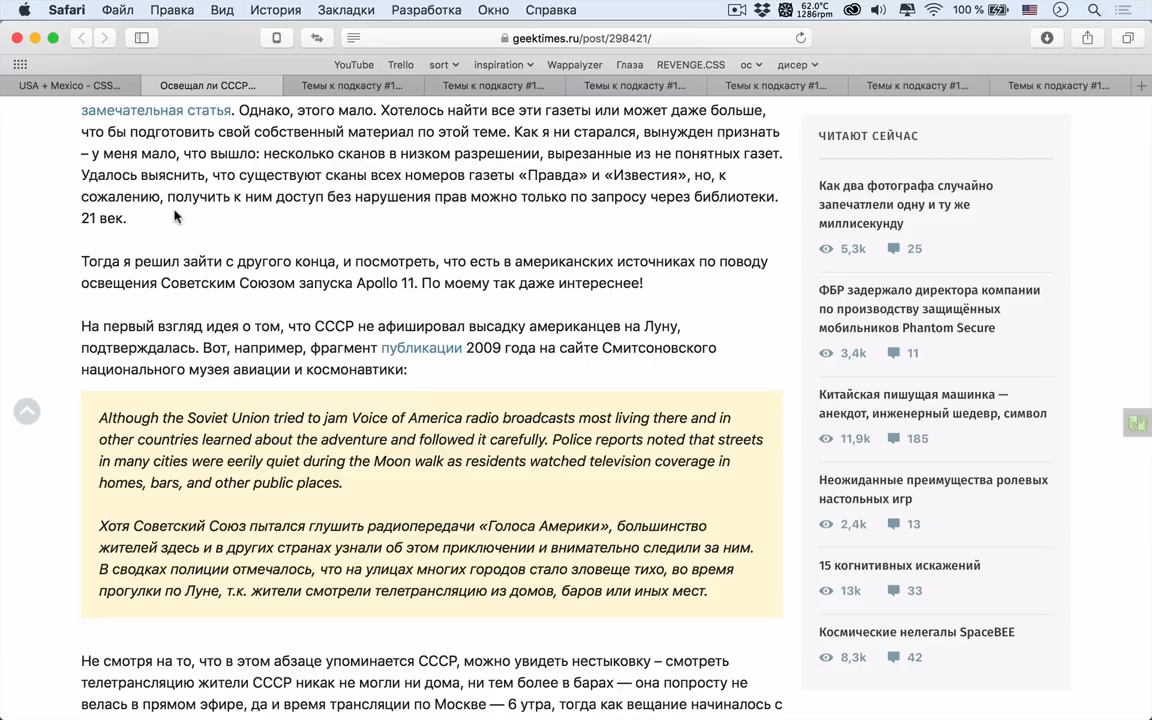 Safari Файл Правка Вид История Закладки Разработка Окно Справка 62.0°C 1286rpm 100 %
geektimes.ru/post/298421/
YouTube Trello sort inspiration Wappalyzer Глаза REVENGE.CSS ос дисер
USA + Mexico - CSS... Освещал ли СССР... Темы к подкасту #1... Темы к подкасту #1... Темы к подкасту #1... Темы к подкасту #1... Темы к подкасту #1... Темы к подкасту #1...
замечательная статья. Однако, этого мало. Хотелось найти все эти газеты или может даже больше,
что бы подготовить свой собственный материал по этой теме. Как я ни старался, вынужден признать
– у меня мало, что вышло: несколько сканов в низком разрешении, вырезанные из не понятных газет.
Удалось выяснить, что существуют сканы всех номеров газеты «Правда» и «Известия», но, к
сожалению, получить к ним доступ без нарушения прав можно только по запросу через библиотеки.
21 век.
Тогда я решил зайти с другого конца, и посмотреть, что есть в американских источниках по поводу
освещения Советским Союзом запуска Apollo 11. По моему так даже интереснее!
На первый взгляд идея о том, что СССР не афишировал высадку американцев на Луну,
подтверждалась. Вот, например, фрагмент публикации 2009 года на сайте Смитсоновского
национального музея авиации и космонавтики:
Although the Soviet Union tried to jam Voice of America radio broadcasts most living there and in
other countries learned about the adventure and followed it carefully. Police reports noted that streets
in many cities were eerily quiet during the Moon walk as residents watched television coverage in
homes, bars, and other public places.
Хотя Советский Союз пытался глушить радиопередачи «Голоса Америки», большинство
жителей здесь и в других странах узнали об этом приключении и внимательно следили за ним.
В сводках полиции отмечалось, что на улицах многих городов стало зловеще тихо, во время
прогулки по Луне, т.к. жители смотрели телетрансляцию из домов, баров или иных мест.
Не смотря на то, что в этом абзаце упоминается СССР, можно увидеть нестыковку – смотреть
телетрансляцию жители СССР никак не могли ни дома, ни тем более в барах — она попросту не
велась в прямом эфире, да и время трансляции по Москве — 6 утра, тогда как вещание начиналось с
ЧИТАЮТ СЕЙЧАС
Как два фотографа случайно
запечатлели одну и ту же
миллисекунду
5,3k 25
ФБР задержало директора компании
по производству защищённых
мобильников Phantom Secure
3,4k 11
Китайская пишущая машинка —
анекдот, инженерный шедевр, символ
11,9k 185
Неожиданные преимущества ролевых
настольных игр
2,4k 13
15 когнитивных искажений
13k 33
Космические нелегалы SpaceBEE
8,3k 42